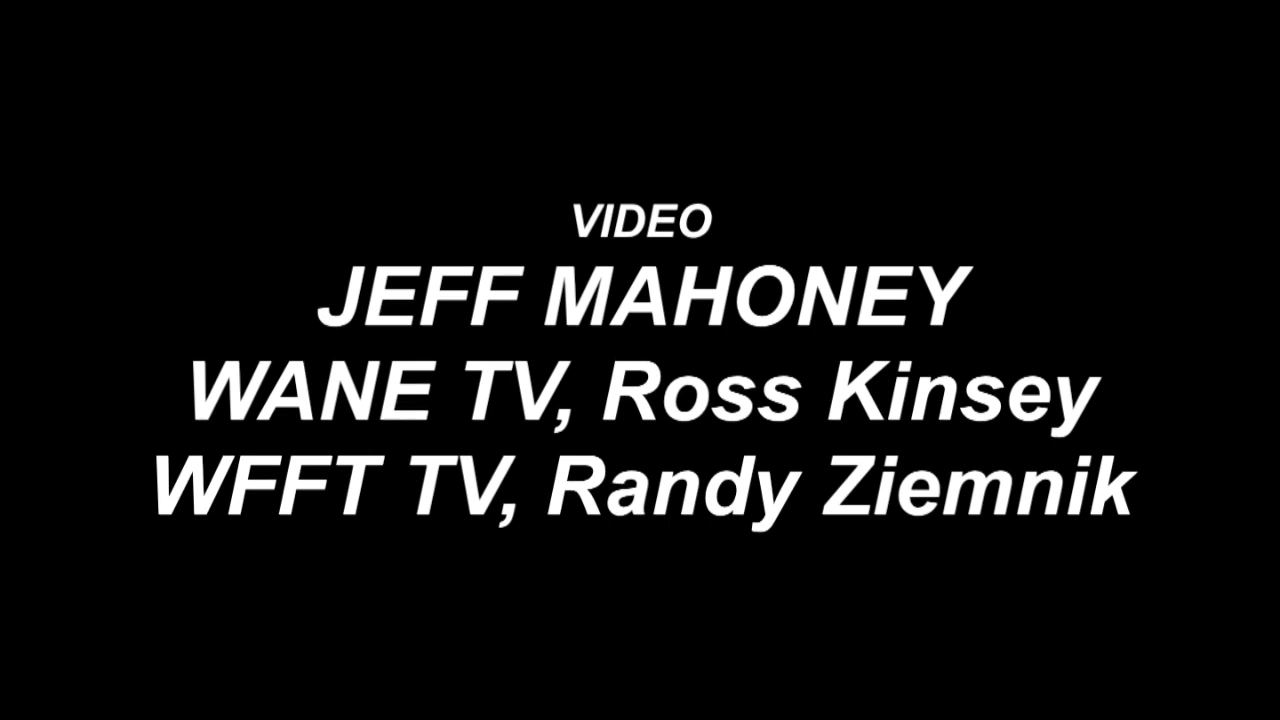 VIDEO
JEFF MAHONEY
WANE TV, Ross Kinsey
WFFT TV, Randy Ziemnik